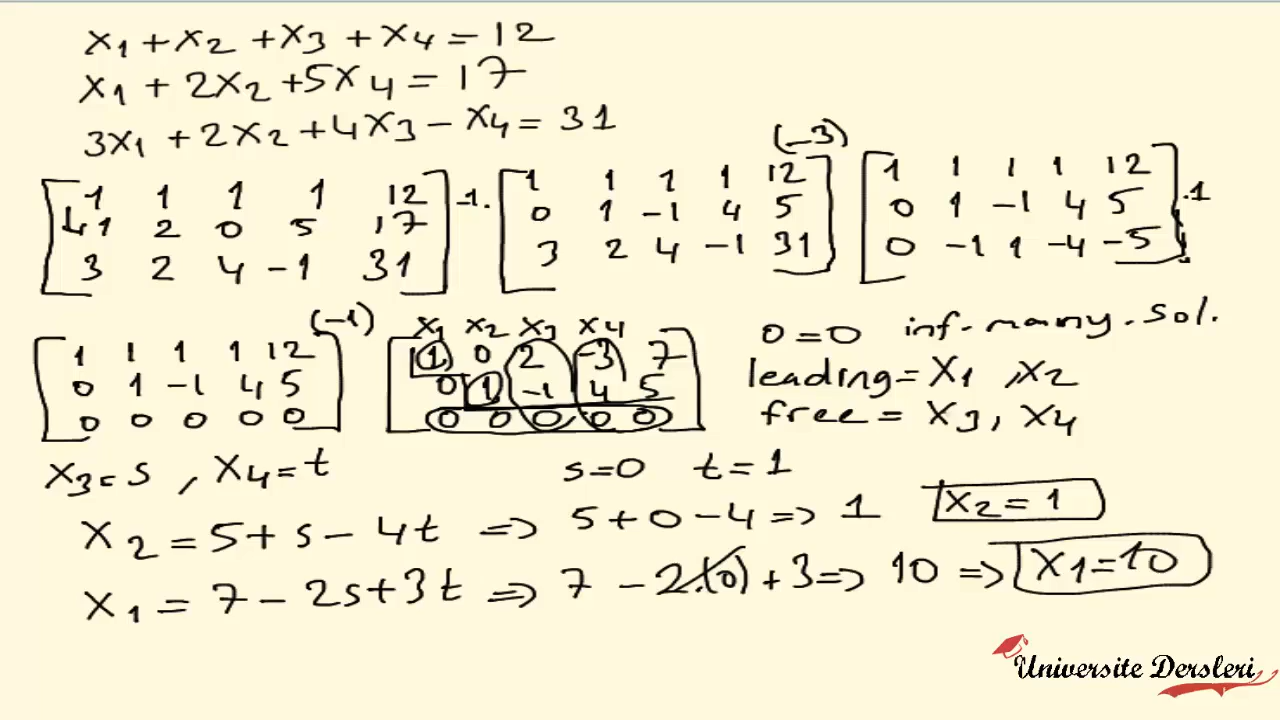 x₁ + x₂ + x₃ + x₄ = 12
x₁ + 2x₂ + 5x₄ = 17
3x₁ + 2x₂ + 4x₃ - x₄ = 31
(-3)
1 1 1 1 12 -1. 1 1 1 1 12 1 1 1 1 12 .1
1 2 0 5 17 0 1 -1 4 5 0 1 -1 4 5
3 2 4 -1 31 3 2 4 -1 31 0 -1 1 -4 -5
(-1) x₁ x₂ x₃ x₄ 0=0 inf. many. sol.
1 1 1 1 12 1 0 2 -3 7 leading = x₁, x₂
0 1 -1 4 5 0 1 -1 4 5 free = x₃, x₄
0 0 0 0 0 0 0 0 0 0
x₃ = s, x₄ = t s=0 t=1
x₂ = 5+s-4t => 5+0-4 => 1 x₂ = 1
x₁ = 7-2s+3t => 7-2.(0)+3 => 10 => x₁=10
Universite Dersleri